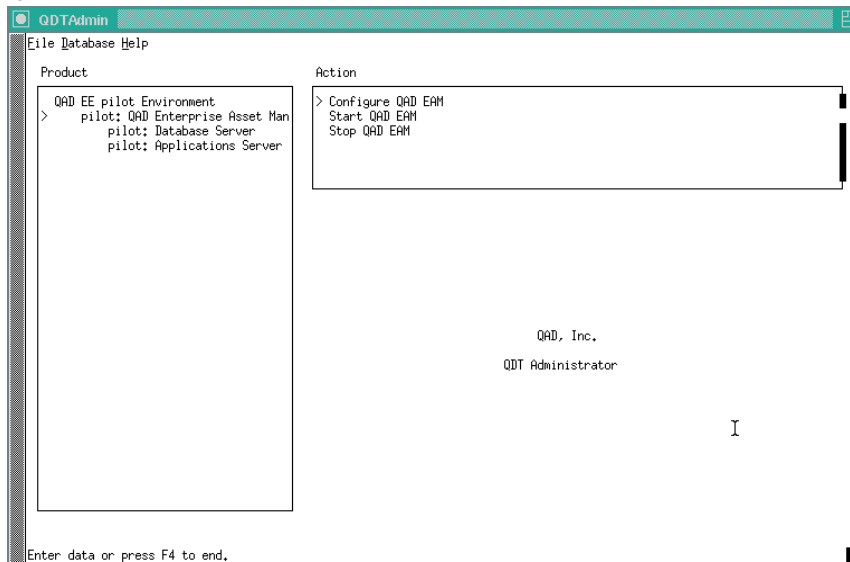 QDTAdmin
File Database Help
Product
QAD EE pilot Environment
> pilot: QAD Enterprise Asset Man
pilot: Database Server
pilot: Applications Server
Action
> Configure QAD EAM
Start QAD EAM
Stop QAD EAM
QAD, Inc.
QDT Administrator
Enter data or press F4 to end.